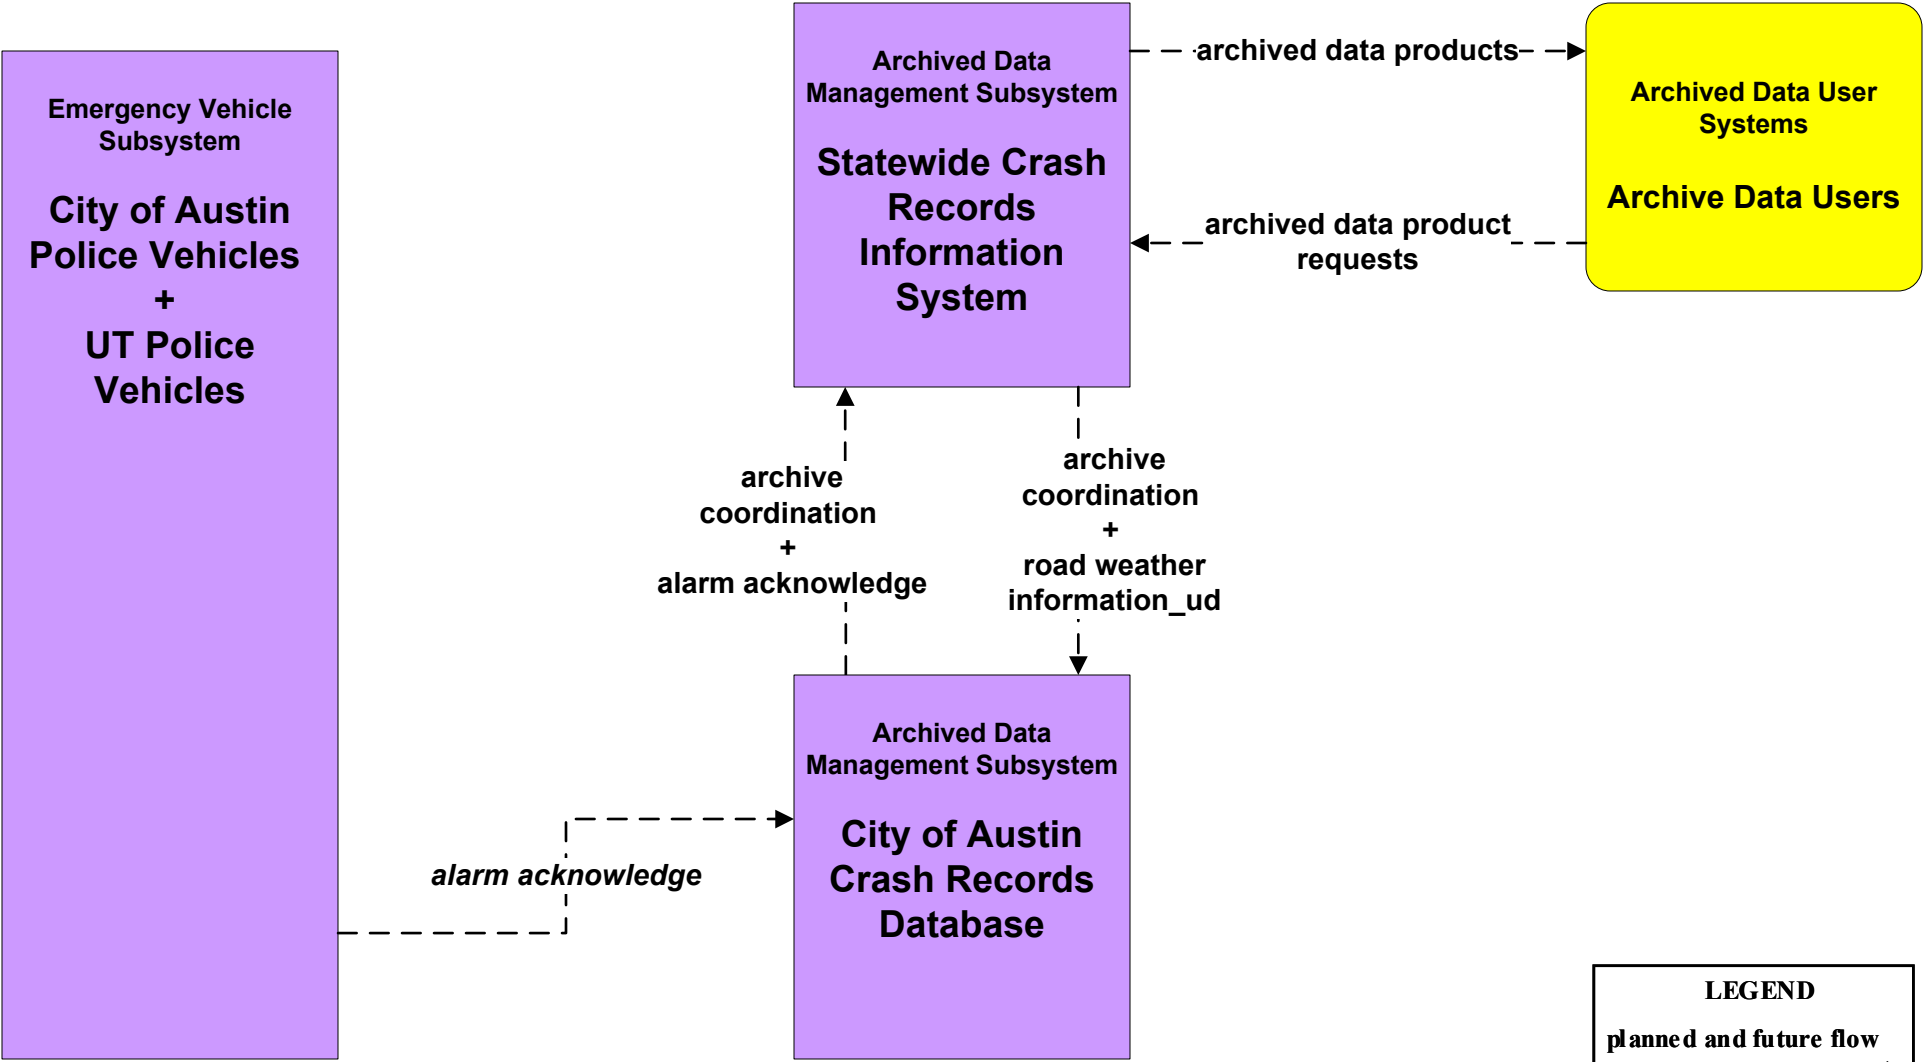 Emergency Vehicle
Subsystem
City of Austin
Police Vehicles
+
UT Police
Vehicles
Archived Data
Management Subsystem
Statewide Crash
Records
Information
System
archived data products
Archived Data User
Systems
Archive Data Users
archived data product
requests
archive
coordination
+
alarm acknowledge
archive
coordination
+
road weather
information_ud
Archived Data
Management Subsystem
City of Austin
Crash Records
Database
alarm acknowledge
LEGEND
planned and future flow